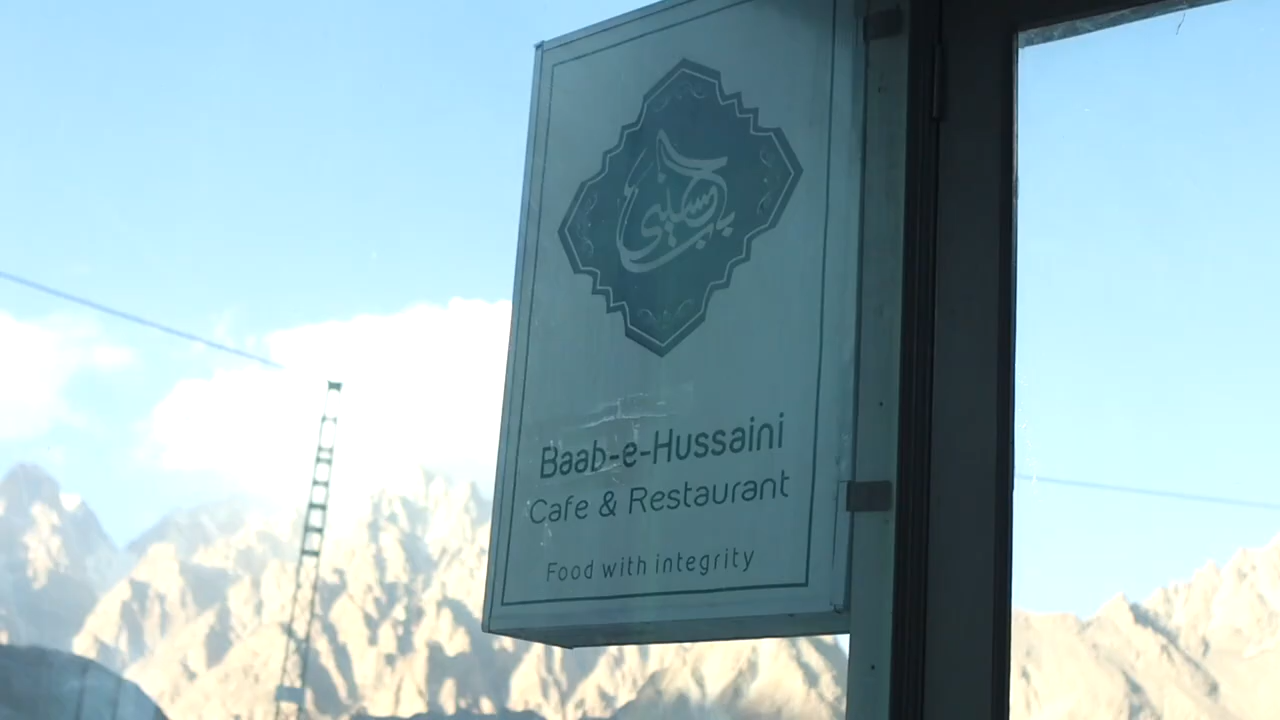 باب حسینی
Baab-e-Hussaini
Cafe & Restaurant
Food with integrity